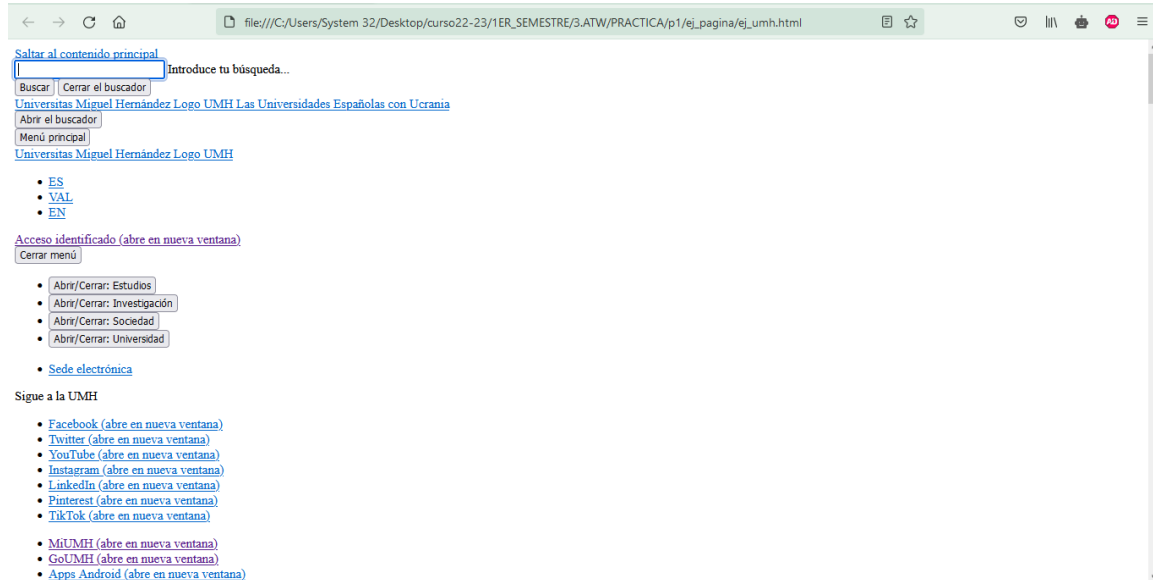 file:///C:/Users/System 32/Desktop/curso22-23/1ER_SEMESTRE/3.ATW/PRACTICA/p1/ej_pagina/ej_umh.html
AD
Saltar al contenido principal
Introduce tu búsqueda...
Buscar Cerrar el buscador
Universitas Miguel Hernández Logo UMH Las Universidades Españolas con Ucrania
Abrir el buscador
Menú principal
Universitas Miguel Hernández Logo UMH
ES
VAL
EN
Acceso identificado (abre en nueva ventana)
Cerrar menú
Abrir/Cerrar: Estudios
Abrir/Cerrar: Investigación
Abrir/Cerrar: Sociedad
Abrir/Cerrar: Universidad
Sede electrónica
Sigue a la UMH
Facebook (abre en nueva ventana)
Twitter (abre en nueva ventana)
YouTube (abre en nueva ventana)
Instagram (abre en nueva ventana)
LinkedIn (abre en nueva ventana)
Pinterest (abre en nueva ventana)
TikTok (abre en nueva ventana)
MiUMH (abre en nueva ventana)
GoUMH (abre en nueva ventana)
Apps Android (abre en nueva ventana)